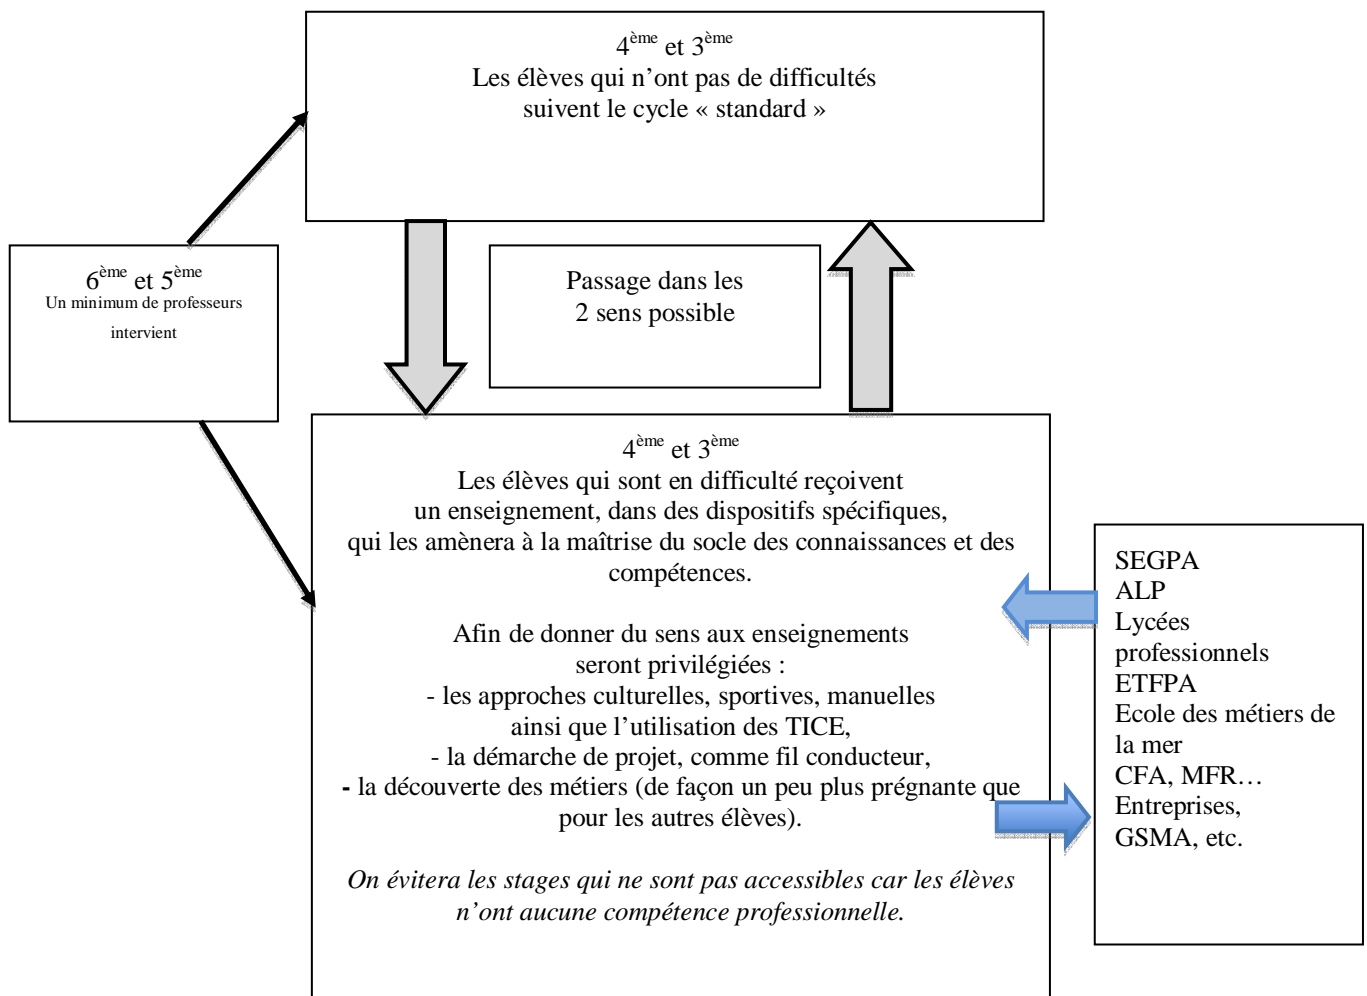 4ème et 3ème
Les élèves qui n’ont pas de difficultés
suivent le cycle « standard »
6ème et 5ème
Un minimum de professeurs
intervient
Passage dans les
2 sens possible
4ème et 3ème
Les élèves qui sont en difficulté reçoivent
un enseignement, dans des dispositifs spécifiques,
qui les amènera à la maîtrise du socle des connaissances et des
compétences.
Afin de donner du sens aux enseignements
seront privilégiées :
- les approches culturelles, sportives, manuelles
ainsi que l’utilisation des TICE,
- la démarche de projet, comme fil conducteur,
- la découverte des métiers (de façon un peu plus prégnante que
pour les autres élèves).
On évitera les stages qui ne sont pas accessibles car les élèves
n’ont aucune compétence professionnelle.
SEGPA
ALP
Lycées
professionnels
ETFPA
Ecole des métiers de
la mer
CFA, MFR…
Entreprises,
GSMA, etc.